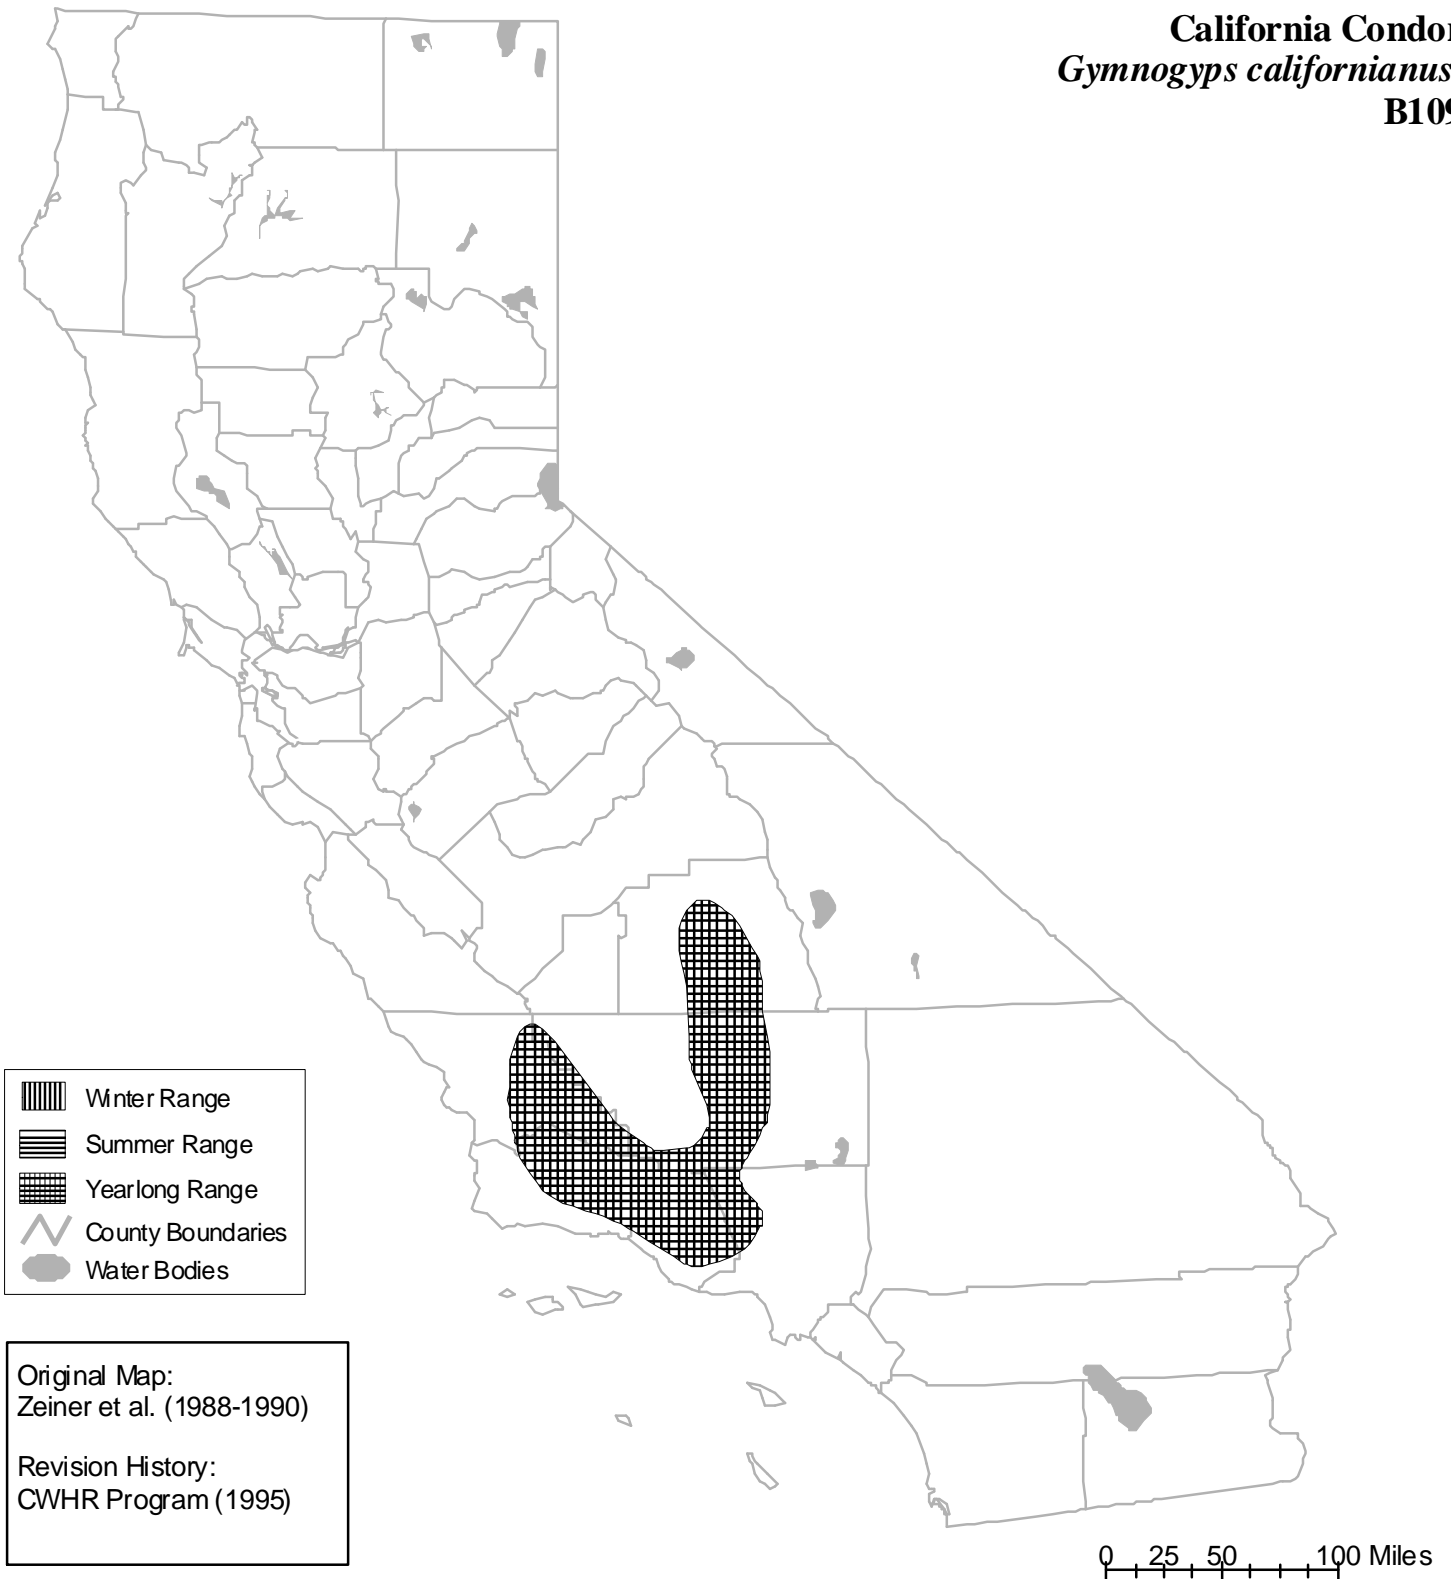 California Condor
Gymnogyps californianus
B109
Winter Range
Summer Range
Yearlong Range
County Boundaries
Water Bodies
Original Map:
Zeiner et al. (1988-1990)
Revision History:
CWHR Program (1995)
0 25 50 100 Miles